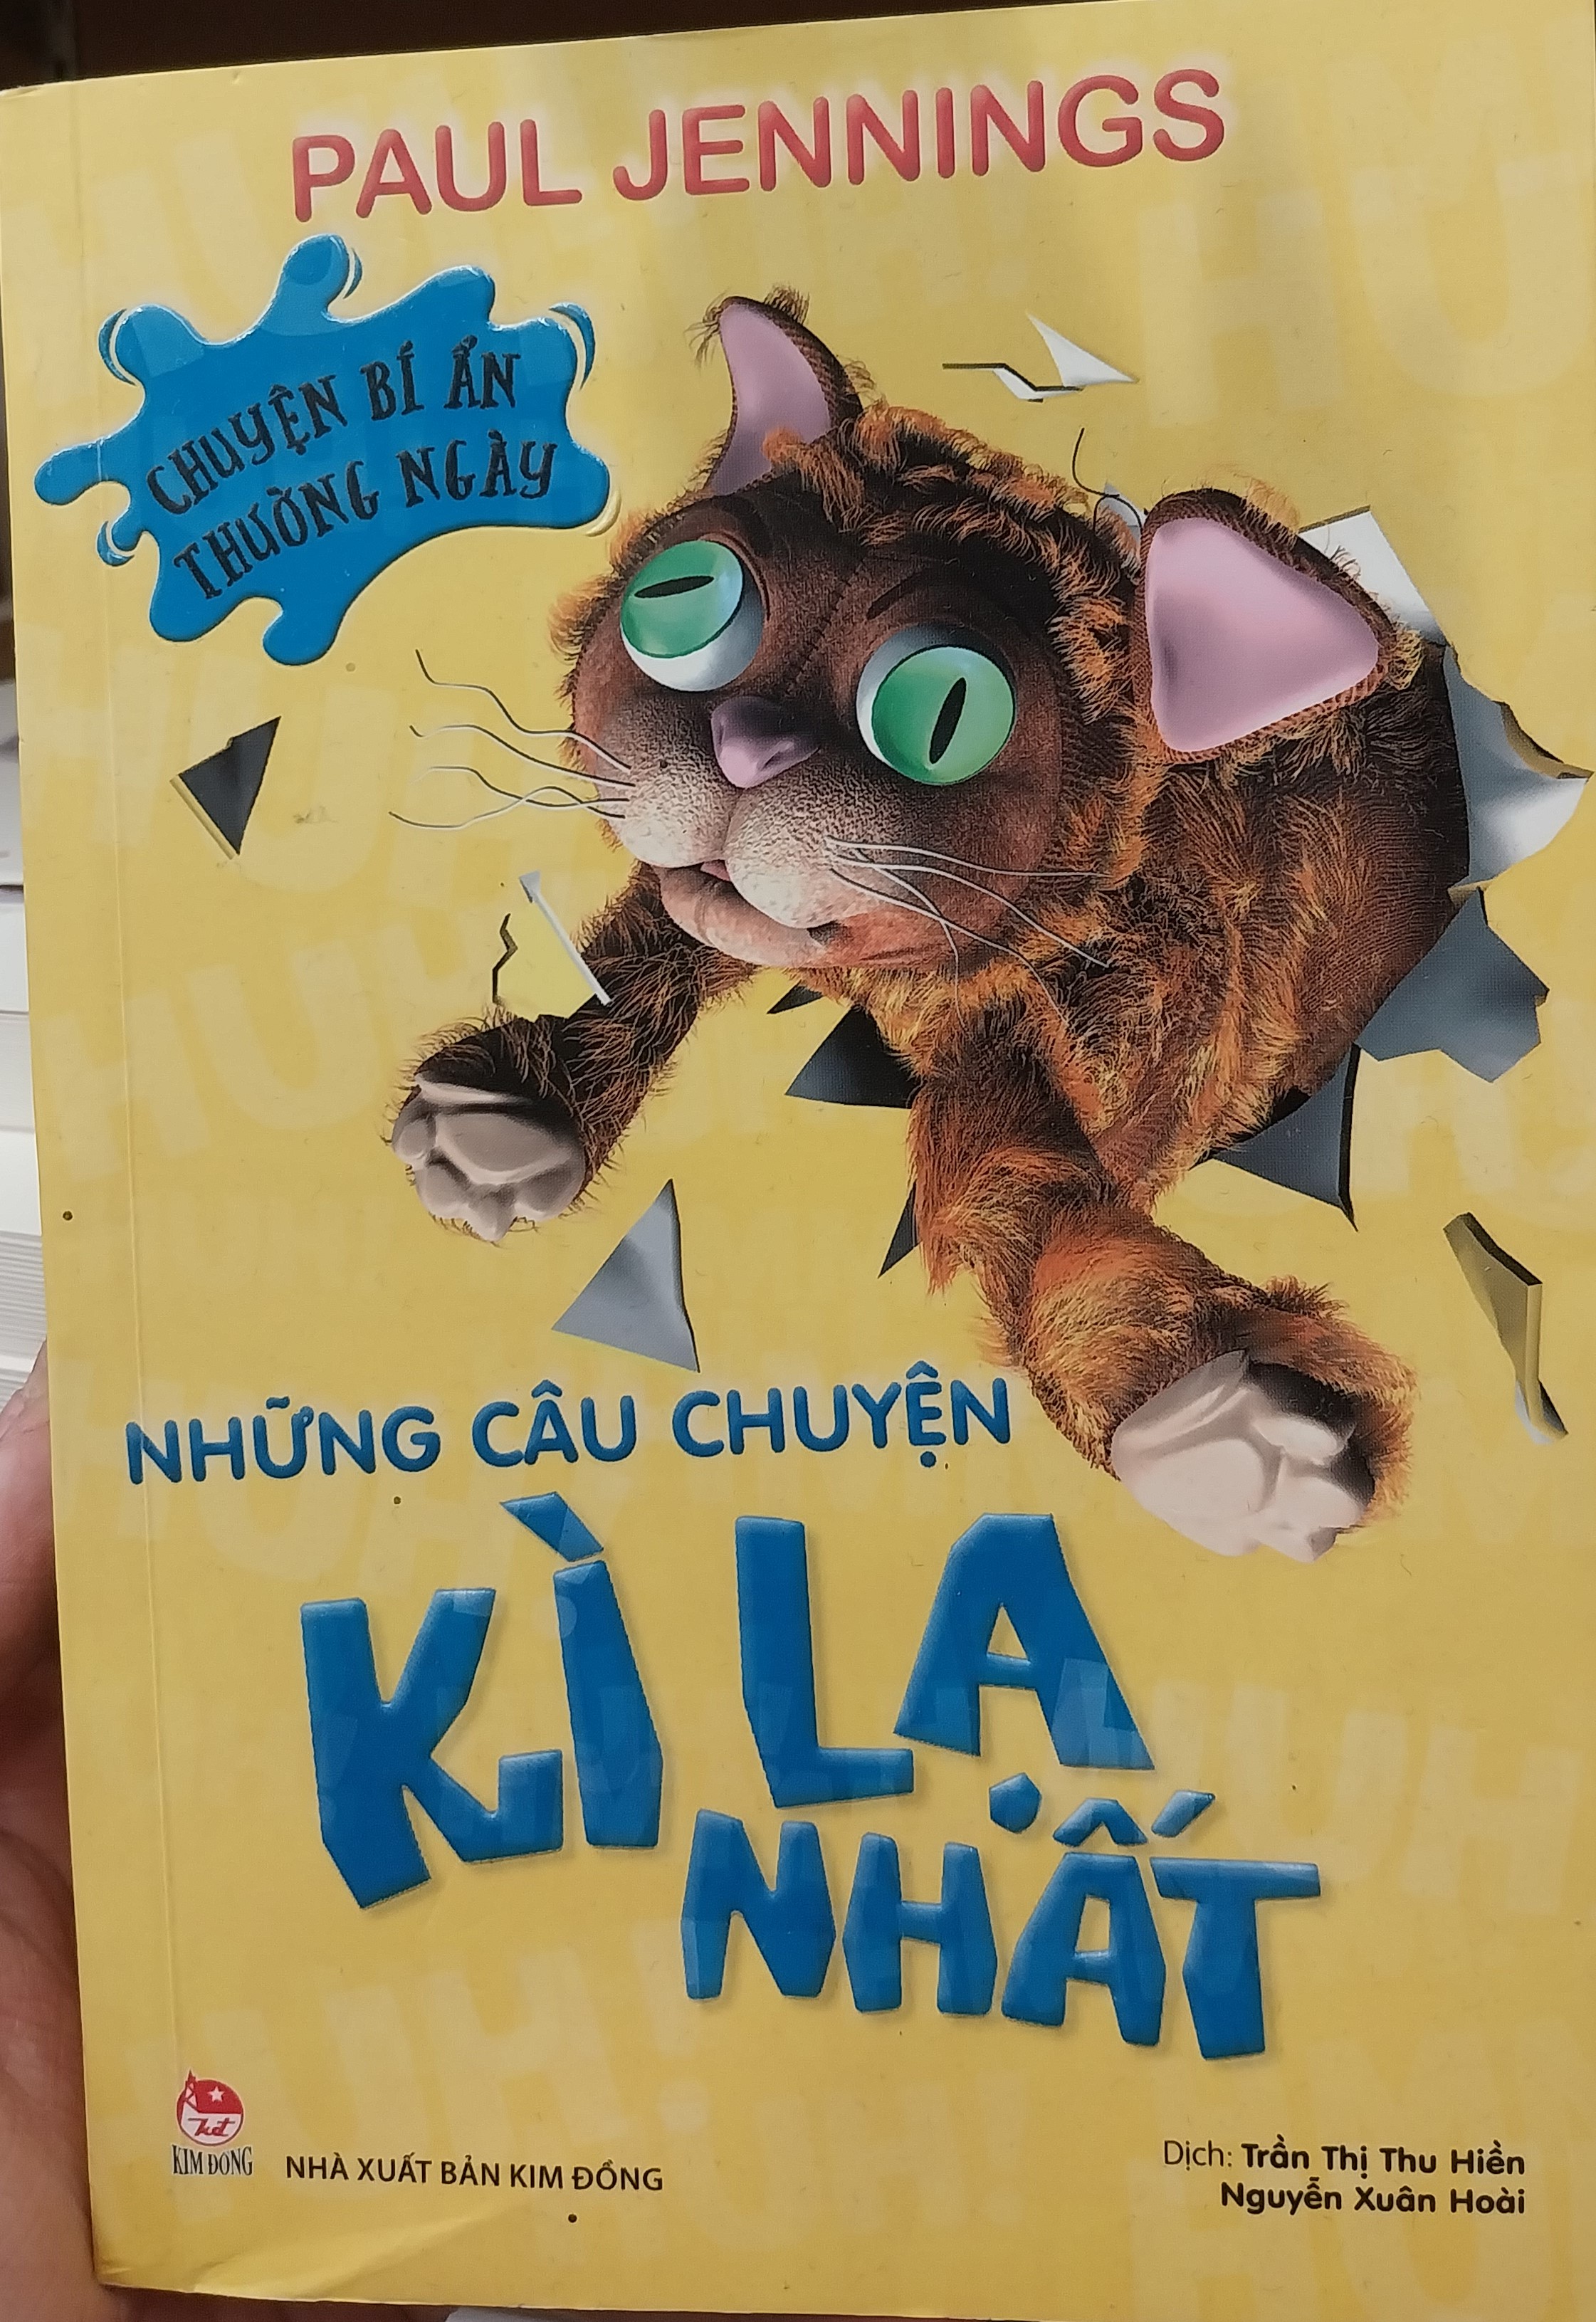 PAUL JENNINGS
CHUYỆN BÍ ẨN
THƯỜNG NGÀY
NHỮNG CÂU CHUYỆN
KÌ LẠ
NHẤT
KIM ĐỒNG
NHÀ XUẤT BẢN KIM ĐỒNG
Dịch: Trần Thị Thu Hiền
Nguyễn Xuân Hoài